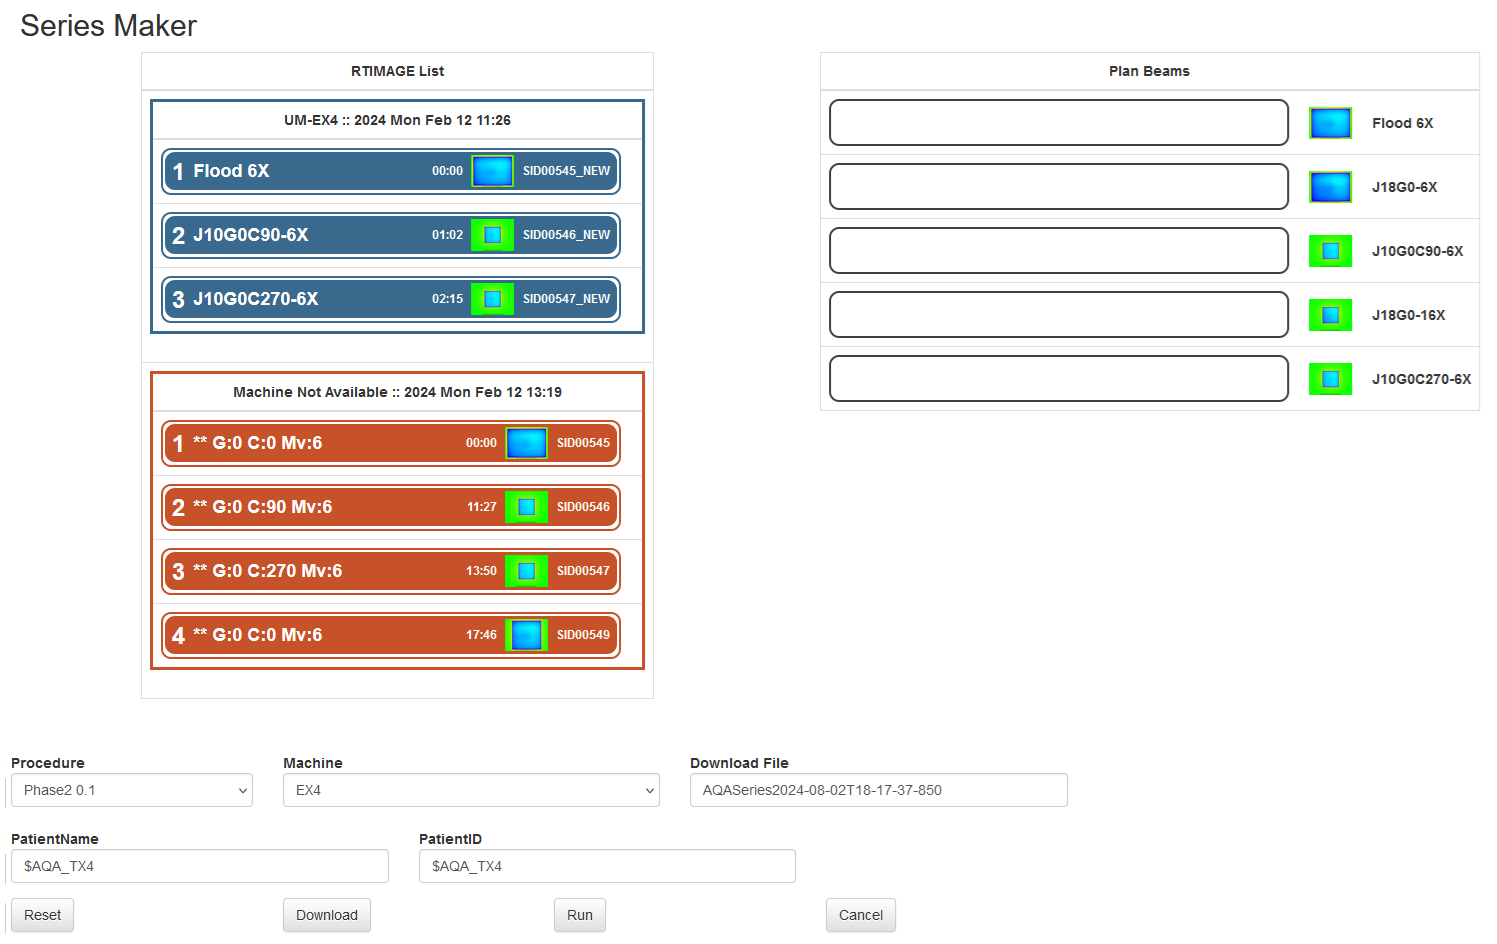 Series Maker
RTIMAGE List
UM-EX4 :: 2024 Mon Feb 12 11:26
1 Flood 6X 00:00 SID00545_NEW
2 J10G0C90-6X 01:02 SID00546_NEW
3 J10G0C270-6X 02:15 SID00547_NEW
Machine Not Available :: 2024 Mon Feb 12 13:19
1 ** G:0 C:0 Mv:6 00:00 SID00545
2 ** G:0 C:90 Mv:6 11:27 SID00546
3 ** G:0 C:270 Mv:6 13:50 SID00547
4 ** G:0 C:0 Mv:6 17:46 SID00549
Plan Beams
Flood 6X
J18G0-6X
J10G0C90-6X
J18G0-16X
J10G0C270-6X
Procedure Machine Download File
Phase2 0.1 EX4 AQASeries2024-08-02T18-17-37-850
PatientName PatientID
$AQA_TX4 $AQA_TX4
Reset Download Run Cancel